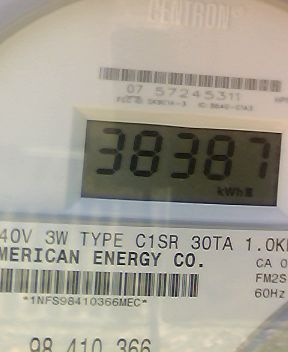 CENTRON®
07 57245311
38387
kWh
40V 3W TYPE C1SR 30TA 1.0K
MERICAN ENERGY CO.
CA 0
FM2S
60Hz
*1NFS98410366MEC*
98 410 366